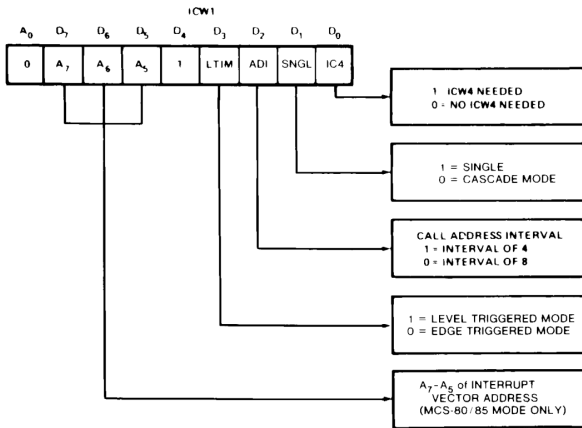 ICW1
A0 D7 D6 D5 D4 D3 D2 D1 D0
0 A7 A6 A5 1 LTIM ADI SNGL IC4
1 ICW4 NEEDED
0 = NO ICW4 NEEDED
1 = SINGLE
0 = CASCADE MODE
CALL ADDRESS INTERVAL
1 = INTERVAL OF 4
0 = INTERVAL OF 8
1 = LEVEL TRIGGERED MODE
0 = EDGE TRIGGERED MODE
A7-A5 of INTERRUPT
VECTOR ADDRESS
(MCS-80/85 MODE ONLY)